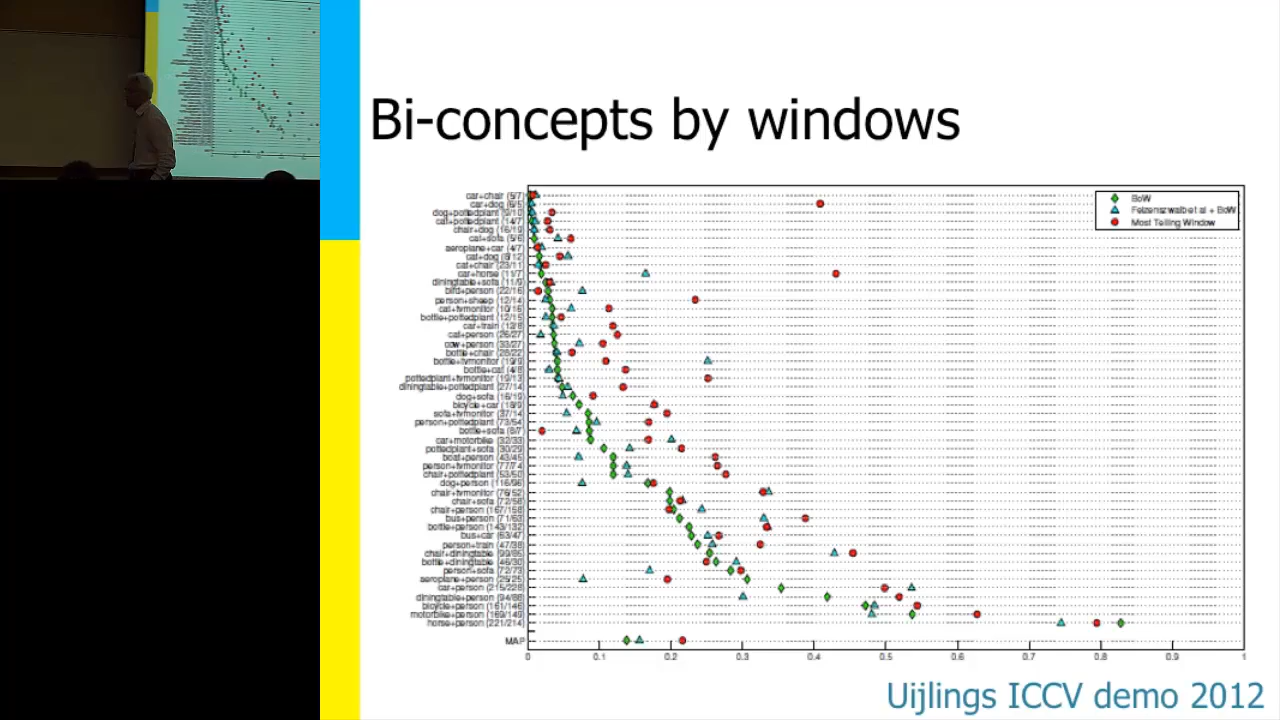 Bi-concepts by windows
car+chair (5/7)
car+dog (6/5)
dog+pottedplant (9/10)
cat+pottedplant (14/7)
chair+dog (16/19)
cat+sofa (5/6)
aeroplane+car (4/7)
cat+dog (8/12)
cat+chair (23/11)
car+horse (11/7)
diningtable+sofa (11/9)
bird+person (22/16)
person+sheep (12/14)
cat+tvmonitor (10/16)
bottle+pottedplant (12/15)
car+train (12/8)
cat+person (26/27)
cow+person (33/27)
bottle+chair (28/22)
bottle+tvmonitor (19/9)
bottle+cat (4/8)
pottedplant+tvmonitor (19/13)
diningtable+pottedplant (27/14)
dog+sofa (16/19)
bicycle+car (18/9)
sofa+tvmonitor (37/14)
person+pottedplant (73/54)
bottle+sofa (8/7)
car+motorbike (32/33)
pottedplant+sofa (30/29)
boat+person (43/45)
person+tvmonitor (77/74)
chair+pottedplant (53/50)
dog+person (116/96)
chair+tvmonitor (76/52)
chair+sofa (72/58)
chair+person (167/158)
bus+person (71/63)
bottle+person (143/132)
bus+car (53/47)
person+train (47/38)
chair+diningtable (99/85)
bottle+diningtable (46/30)
person+sofa (72/73)
aeroplane+person (25/25)
car+person (215/228)
diningtable+person (94/88)
bicycle+person (161/146)
motorbike+person (169/149)
horse+person (221/214)
MAP
BoW
Felzenszwalb et al + BoW
Most Telling Window
0 0.1 0.2 0.3 0.4 0.5 0.6 0.7 0.8 0.9 1
Uijlings ICCV demo 2012